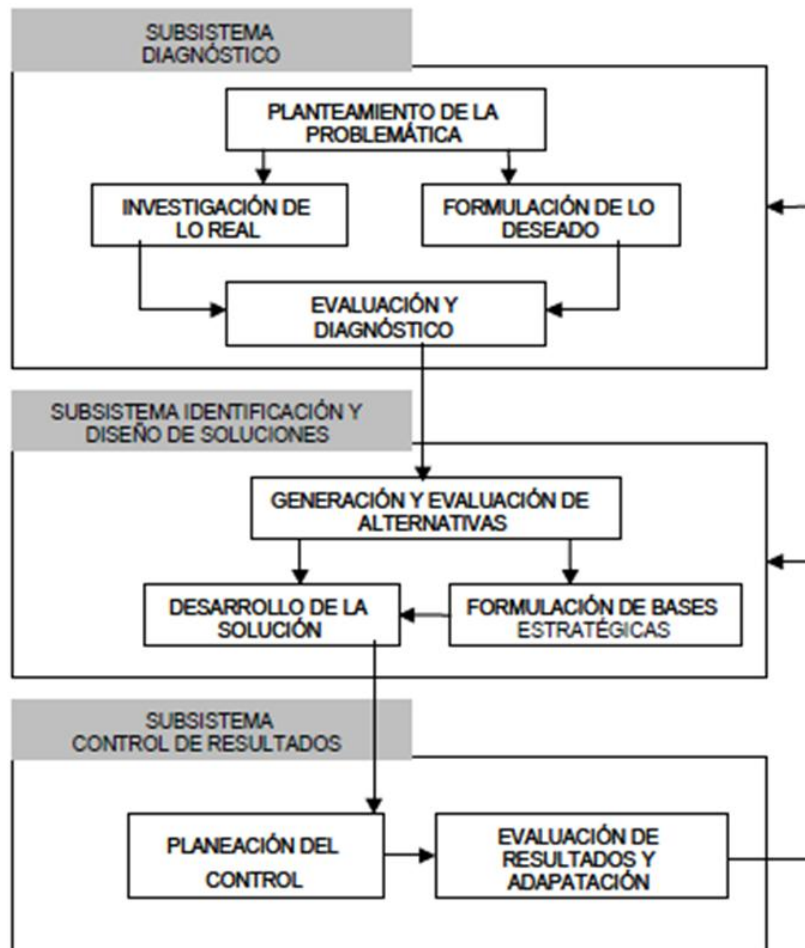 SUBSISTEMA
DIAGNÓSTICO
PLANTEAMIENTO DE LA
PROBLEMÁTICA
INVESTIGACIÓN DE
LO REAL
FORMULACIÓN DE LO
DESEADO
EVALUACIÓN Y
DIAGNÓSTICO
SUBSISTEMA IDENTIFICACIÓN Y
DISEÑO DE SOLUCIONES
GENERACIÓN Y EVALUACIÓN DE
ALTERNATIVAS
DESARROLLO DE LA
SOLUCIÓN
FORMULACIÓN DE BASES
ESTRATÉGICAS
SUBSISTEMA
CONTROL DE RESULTADOS
PLANEACIÓN DEL
CONTROL
EVALUACIÓN DE
RESULTADOS Y
ADAPATACIÓN